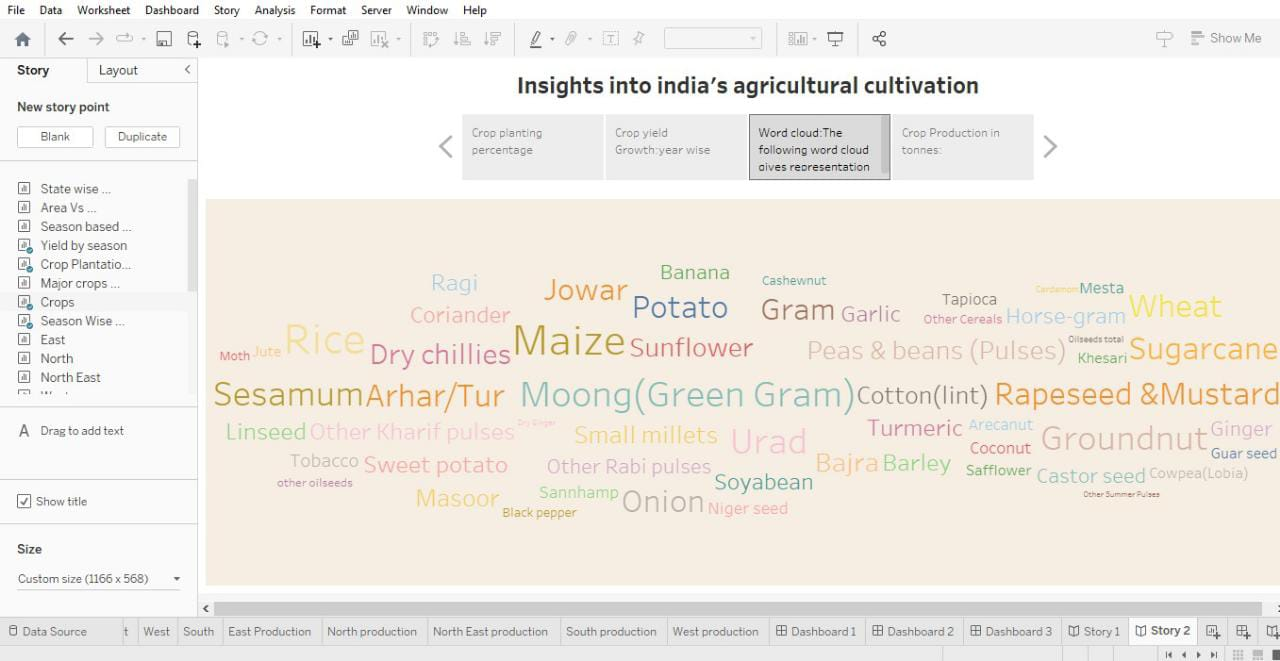 File Data Worksheet Dashboard Story Analysis Format Server Window Help
Show Me
Story Layout
New story point
Blank Duplicate
State wise ...
Area Vs ...
Season based ...
Yield by season
Crop Plantatio...
Major crops ...
Crops
Season Wise ...
East
North
North East
A Drag to add text
Show title
Size
Custom size (1166 x 568)
Insights into india's agricultural cultivation
Crop planting
percentage
Crop yield
Growth:year wise
Word cloud:The
following word cloud
gives representation
Crop Production in
tonnes:
Banana
Ragi Jowar Cashewnut
Cardamom Mesta
Coriander Potato Gram Garlic Tapioca Wheat
Other Cereals Horse-gram
Moth Jute Rice Dry chillies Maize Sunflower Peas & beans (Pulses) Oilseeds total Khesari Sugarcane
Sesamum Arhar/Tur Moong(Green Gram) Cotton(lint) Rapeseed &Mustard
Linseed Other Kharif pulses Dry Ginger Small millets Urad Turmeric Arecanut Groundnut Ginger
Coconut Guar seed
Tobacco Sweet potato Other Rabi pulses Bajra Barley Safflower Castor seed Cowpea(Lobia)
other oilseeds Soyabean
Masoor Sannhamp Onion Niger seed Other Summer Pulses
Black pepper
Data Source t West South East Production North production North East production South production West production Dashboard 1 Dashboard 2 Dashboard 3 Story 1 Story 2